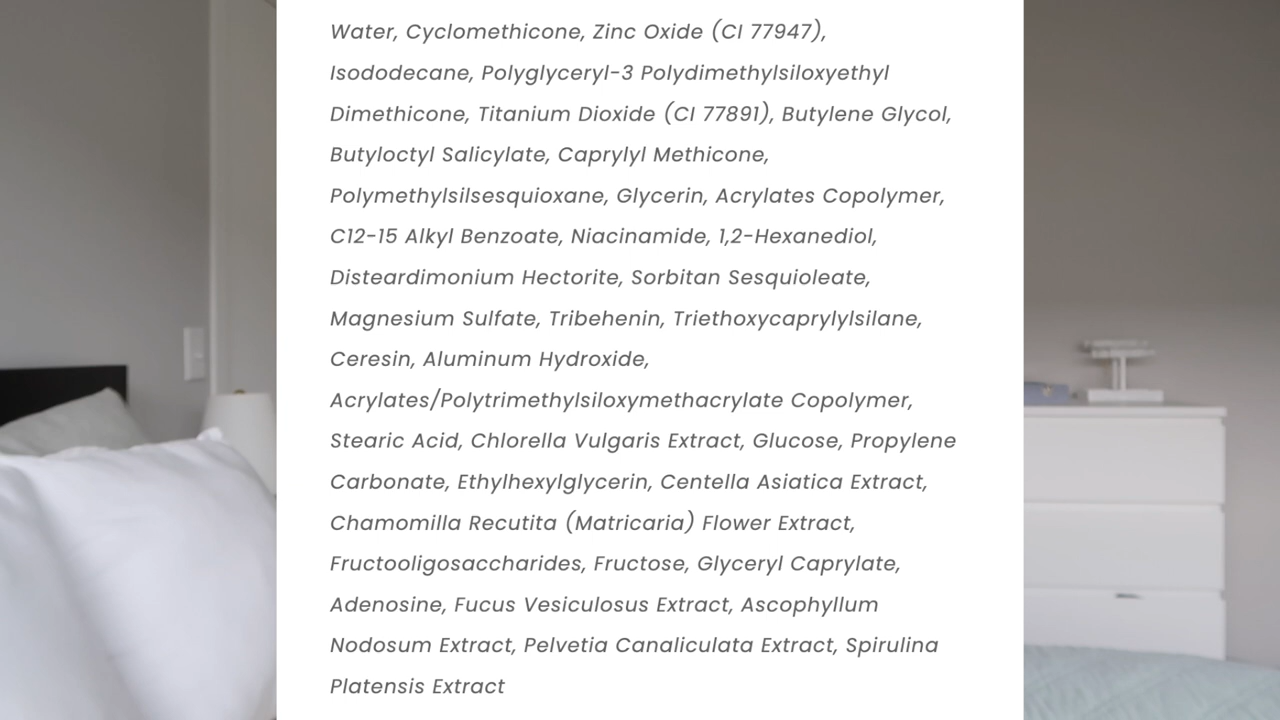 Water, Cyclomethicone, Zinc Oxide (CI 77947),
Isododecane, Polyglyceryl-3 Polydimethylsiloxyethyl
Dimethicone, Titanium Dioxide (CI 77891), Butylene Glycol,
Butyloctyl Salicylate, Caprylyl Methicone,
Polymethylsilsesquioxane, Glycerin, Acrylates Copolymer,
C12-15 Alkyl Benzoate, Niacinamide, 1,2-Hexanediol,
Disteardimonium Hectorite, Sorbitan Sesquioleate,
Magnesium Sulfate, Tribehenin, Triethoxycaprylylsilane,
Ceresin, Aluminum Hydroxide,
Acrylates/Polytrimethylsiloxymethacrylate Copolymer,
Stearic Acid, Chlorella Vulgaris Extract, Glucose, Propylene
Carbonate, Ethylhexylglycerin, Centella Asiatica Extract,
Chamomilla Recutita (Matricaria) Flower Extract,
Fructooligosaccharides, Fructose, Glyceryl Caprylate,
Adenosine, Fucus Vesiculosus Extract, Ascophyllum
Nodosum Extract, Pelvetia Canaliculata Extract, Spirulina
Platensis Extract